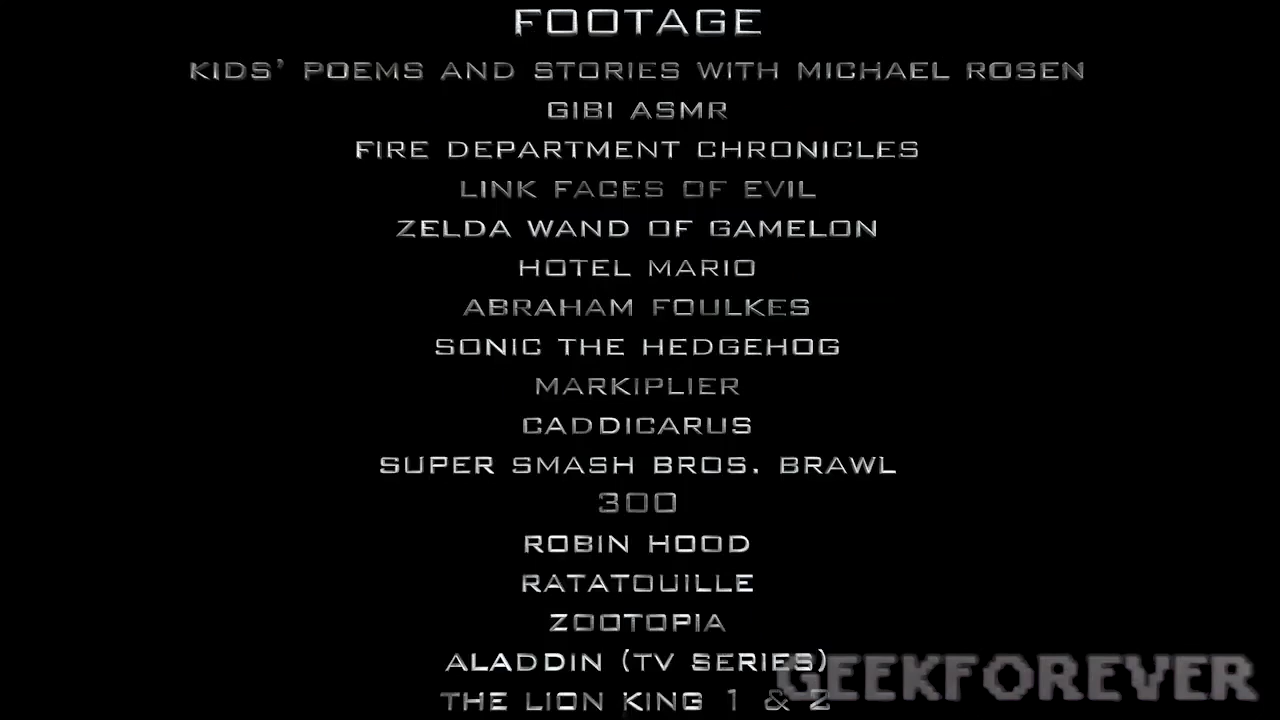 FOOTAGE
KIDS' POEMS AND STORIES WITH MICHAEL ROSEN
GIBI ASMR
FIRE DEPARTMENT CHRONICLES
LINK FACES OF EVIL
ZELDA WAND OF GAMELON
HOTEL MARIO
ABRAHAM FOULKES
SONIC THE HEDGEHOG
MARKIPLIER
CADDICARUS
SUPER SMASH BROS. BRAWL
300
ROBIN HOOD
RATATOUILLE
ZOOTOPIA
ALADDIN (TV SERIES)
GEEKFOREVER
THE LION KING 1 & 2